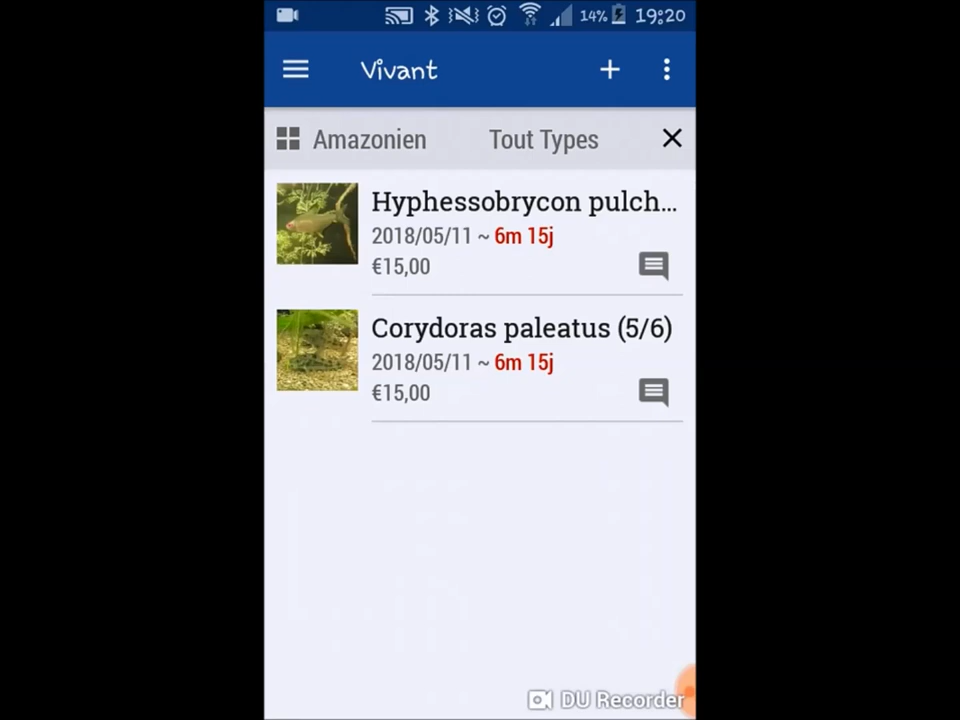 14% 19:20
Vivant
Amazonien Tout Types
Hyphessobrycon pulch...
2018/05/11 ~ 6m 15j
€15,00
Corydoras paleatus (5/6)
2018/05/11 ~ 6m 15j
€15,00
DU Recorder